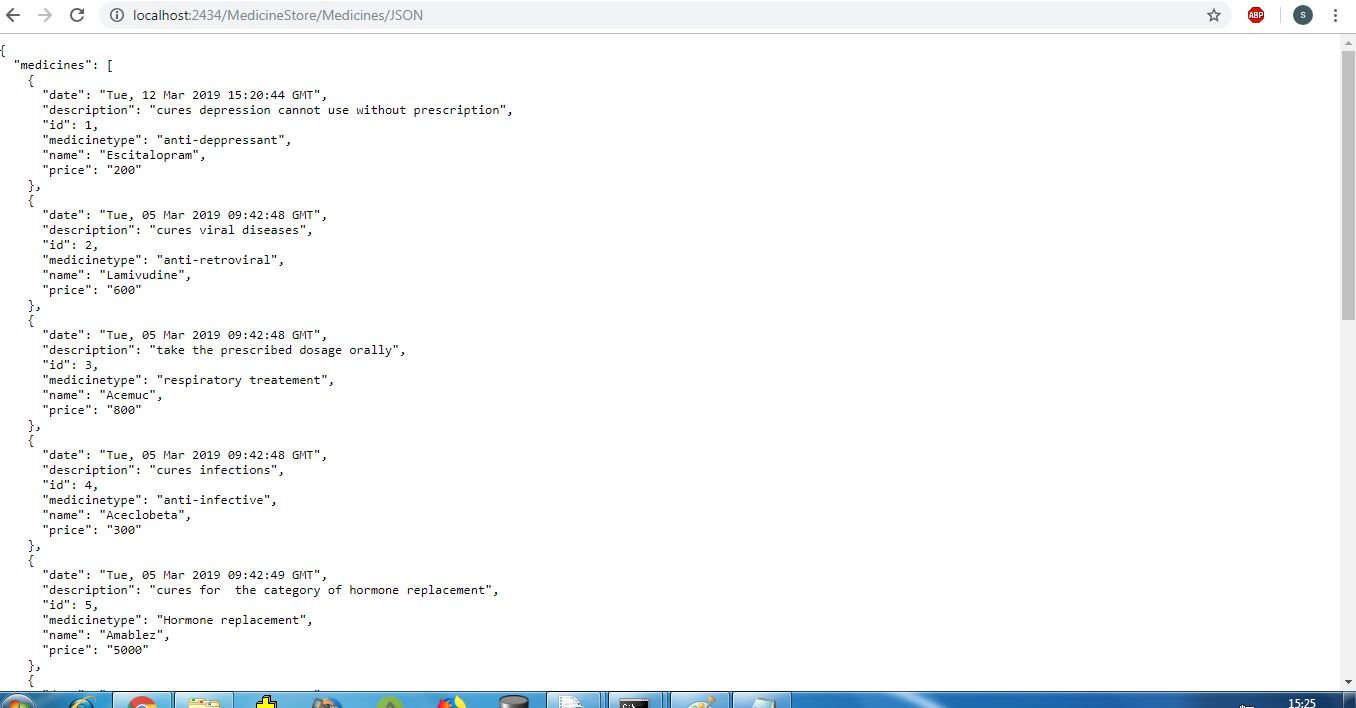 localhost:2434/MedicineStore/Medicines/JSON
ABP
S
{
  "medicines": [
    {
      "date": "Tue, 12 Mar 2019 15:20:44 GMT",
      "description": "cures depression cannot use without prescription",
      "id": 1,
      "medicinetype": "anti-deppressant",
      "name": "Escitalopram",
      "price": "200"
    },
    {
      "date": "Tue, 05 Mar 2019 09:42:48 GMT",
      "description": "cures viral diseases",
      "id": 2,
      "medicinetype": "anti-retroviral",
      "name": "Lamivudine",
      "price": "600"
    },
    {
      "date": "Tue, 05 Mar 2019 09:42:48 GMT",
      "description": "take the prescribed dosage orally",
      "id": 3,
      "medicinetype": "respiratory treatement",
      "name": "Acemuc",
      "price": "800"
    },
    {
      "date": "Tue, 05 Mar 2019 09:42:48 GMT",
      "description": "cures infections",
      "id": 4,
      "medicinetype": "anti-infective",
      "name": "Aceclobeta",
      "price": "300"
    },
    {
      "date": "Tue, 05 Mar 2019 09:42:49 GMT",
      "description": "cures for  the category of hormone replacement",
      "id": 5,
      "medicinetype": "Hormone replacement",
      "name": "Amablez",
      "price": "5000"
    },
    {
15:25